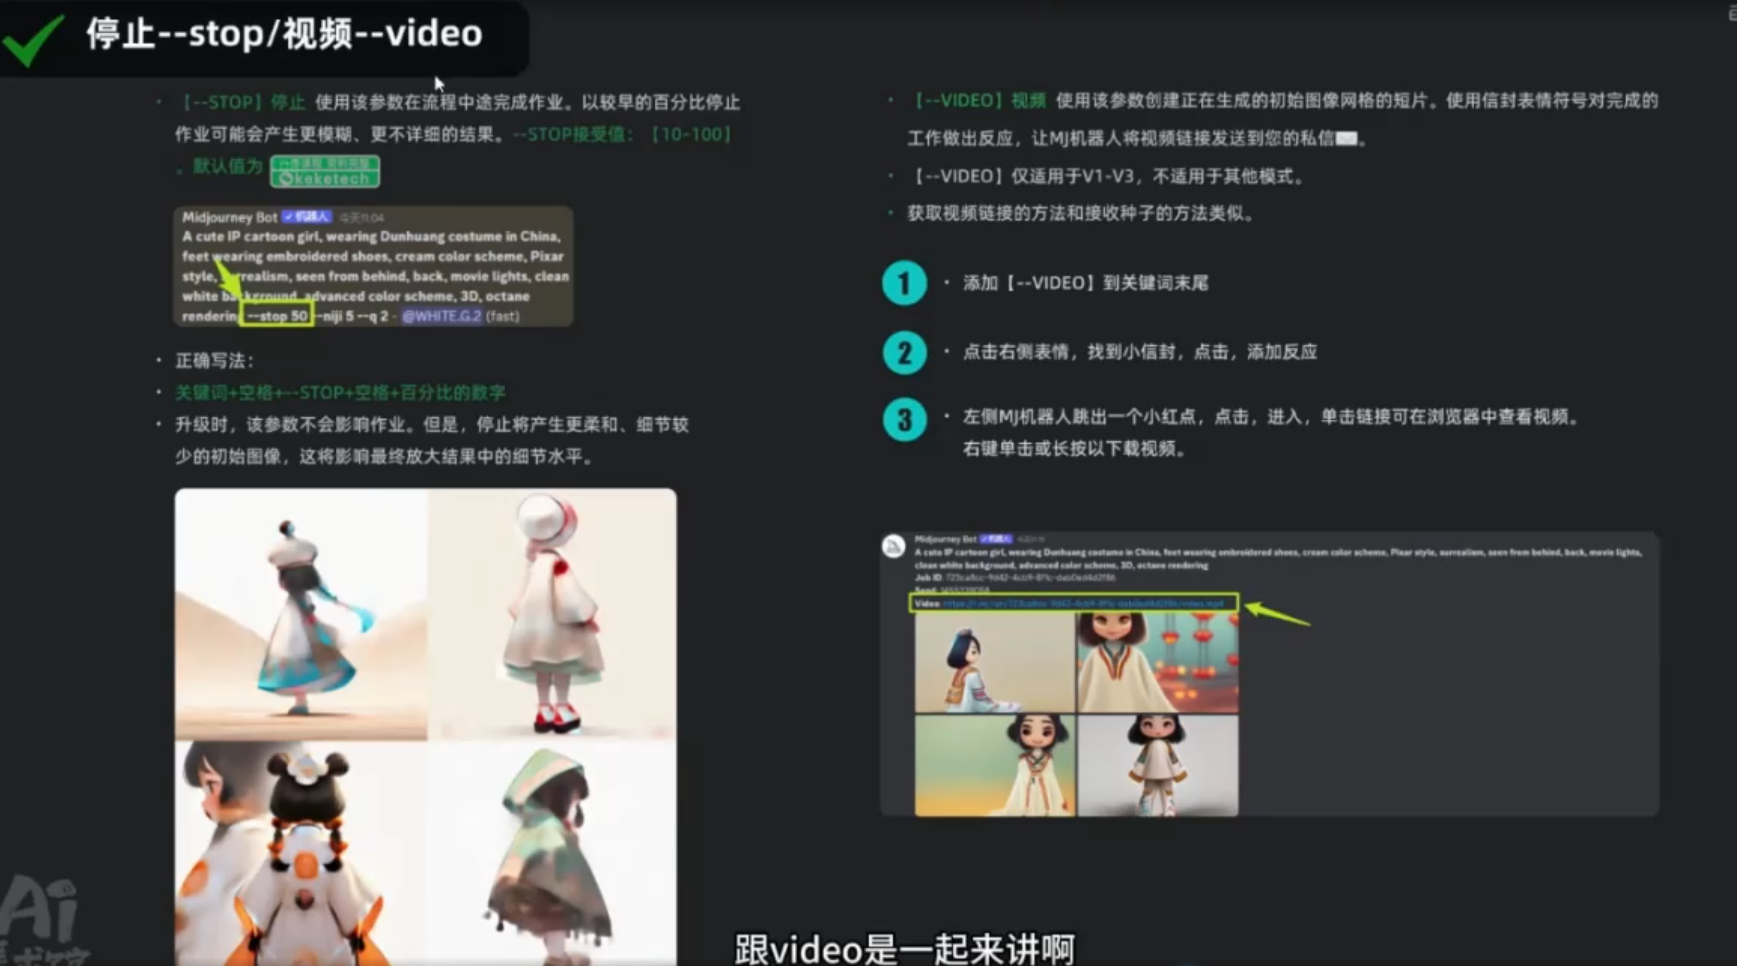 停止--stop/视频--video
· 【--STOP】停止 使用该参数在流程中途完成作业。以较早的百分比停止
作业可能会产生更模糊、更不详细的结果。--STOP接受值：【10-100】
。默认值为
@keketech
Midjourney Bot ✓机器人 今天11:04
A cute IP cartoon girl, wearing Dunhuang costume in China,
feet wearing embroidered shoes, cream color scheme, Pixar
style, surrealism, seen from behind, back, movie lights, clean
white background, advanced color scheme, 3D, octane
rendering --stop 50 --niji 5 --q 2 - @WHITE.G.2 (fast)
· 正确写法：
· 关键词+空格+--STOP+空格+百分比的数字
· 升级时，该参数不会影响作业。但是，停止将产生更柔和、细节较
少的初始图像，这将影响最终放大结果中的细节水平。
· 【--VIDEO】视频 使用该参数创建正在生成的初始图像网格的短片。使用信封表情符号对完成的
工作做出反应，让MJ机器人将视频链接发送到您的私信✉️。
· 【--VIDEO】仅适用于V1-V3，不适用于其他模式。
· 获取视频链接的方法和接收种子的方法类似。
1 · 添加【--VIDEO】到关键词末尾
2 · 点击右侧表情，找到小信封，点击，添加反应
3 · 左侧MJ机器人跳出一个小红点，点击，进入，单击链接可在浏览器中查看视频。
右键单击或长按以下载视频。
Midjourney Bot ✓机器人
A cute IP cartoon girl, wearing Dunhuang costume in China, feet wearing embroidered shoes, cream color scheme, Pixar style, surrealism, seen from behind, back, movie lights,
clean white background, advanced color scheme, 3D, octane rendering
Job ID
Seed
Video:
Ai
跟video是一起来讲啊